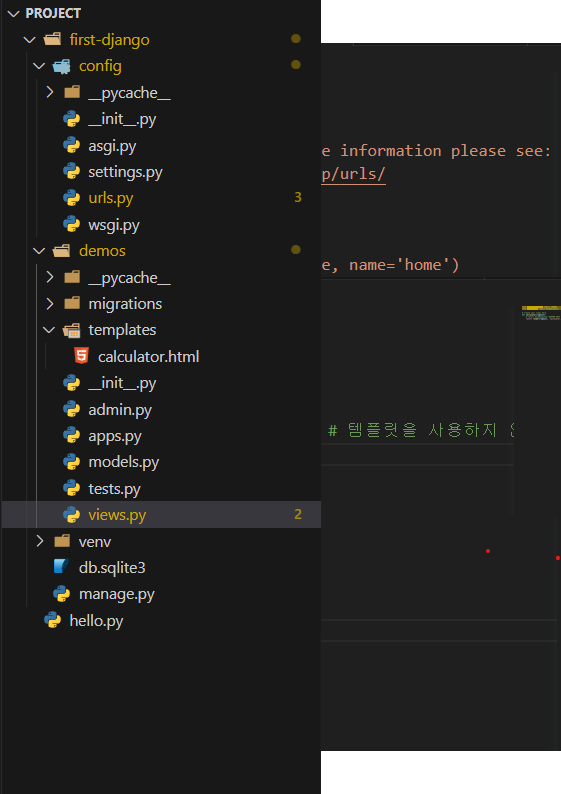 PROJECT
first-django
config
__pycache__
__init__.py
asgi.py
settings.py
urls.py 3
wsgi.py
demos
__pycache__
migrations
templates
calculator.html
__init__.py
admin.py
apps.py
models.py
tests.py
views.py 2
venv
db.sqlite3
manage.py
hello.py
e information please see:
p/urls/
e, name='home')
# 템플릿을 사용하지